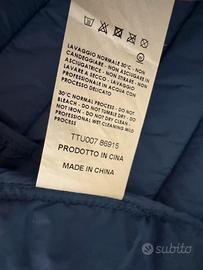 LAVAGGIO NORMALE 30°C - NON
CANDEGGIARE - NON ASCIUGARE IN
ASCIUGATRICE - NON STIRARE - NON
LAVARE A SECCO - LAVAGGIO
PROFESSIONALE IN ACQUA CON
PROCESSO DELICATO
30°C NORMAL PROCESS - DO NOT
BLEACH - DO NOT TUMBLE DRY - DO
NOT IRON - DO NOT DRY CLEAN -
PROFESSIONAL WET CLEANING MILD
PROCESS
TTU007 86915
PRODOTTO IN CINA
MADE IN CHINA
subito